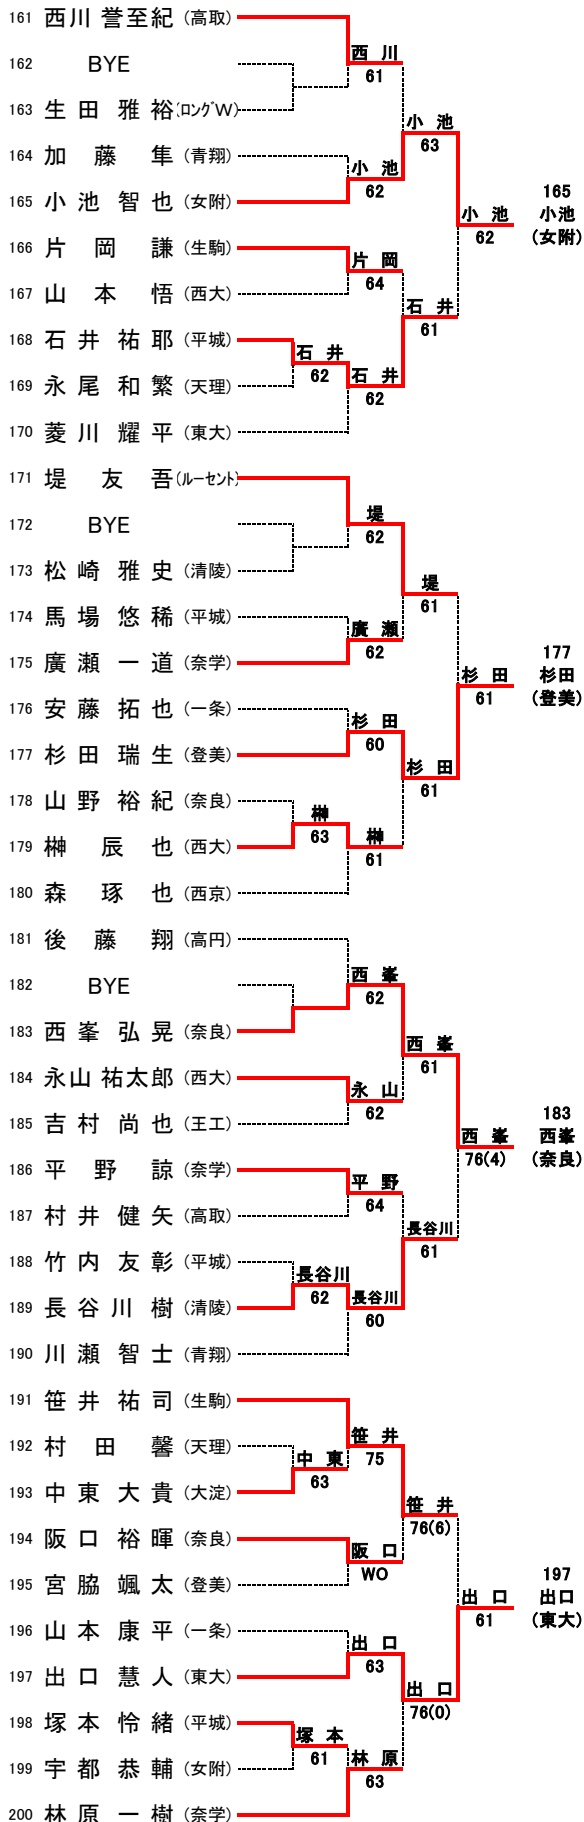 161 西川 誉至紀 (高取)
162 BYE
西 川
61
163 生 田 雅 裕 (ロングW)
小 池
63
164 加 藤 隼 (青翔)
小 池
62
165 小 池 智 也 (女附)
165
小池
(女附)
小 池
62
166 片 岡 謙 (生駒)
片 岡
64
167 山 本 悟 (西大)
石 井
61
168 石 井 祐 耶 (平城)
石 井
62
169 永 尾 和 繁 (天理)
石 井
62
170 菱 川 耀 平 (東大)
171 堤 友 吾 (ルーセント)
172 BYE
堤
62
173 松 崎 雅 史 (清陵)
堤
61
174 馬 場 悠 稀 (平城)
廣 瀬
62
175 廣 瀬 一 道 (奈学)
177
杉田
(登美)
杉 田
61
176 安 藤 拓 也 (一条)
杉 田
60
177 杉 田 瑞 生 (登美)
杉 田
61
178 山 野 裕 紀 (奈良)
榊
63
179 榊 辰 也 (西大)
榊
61
180 森 琢 也 (西京)
181 後 藤 翔 (高円)
182 BYE
西 峯
62
183 西 峯 弘 晃 (奈良)
西 峯
61
184 永山 祐太郎 (西大)
永 山
62
185 吉 村 尚 也 (王工)
183
西峯
(奈良)
西 峯
76(4)
186 平 野 諒 (奈学)
平 野
64
187 村 井 健 矢 (高取)
長谷川
61
188 竹 内 友 彰 (平城)
長谷川
62
189 長 谷 川 樹 (清陵)
長谷川
60
190 川 瀬 智 士 (青翔)
191 笹 井 祐 司 (生駒)
192 村 田 馨 (天理)
笹 井
75
中 東
63
193 中 東 大 貴 (大淀)
笹 井
76(6)
194 阪 口 裕 暉 (奈良)
阪 口
WO
195 宮 脇 颯 太 (登美)
197
出口
(東大)
出 口
61
196 山 本 康 平 (一条)
出 口
63
197 出 口 慧 人 (東大)
出 口
76(0)
198 塚 本 怜 緒 (平城)
塚 本
61
199 宇 都 恭 輔 (女附)
林 原
63
200 林 原 一 樹 (奈学)